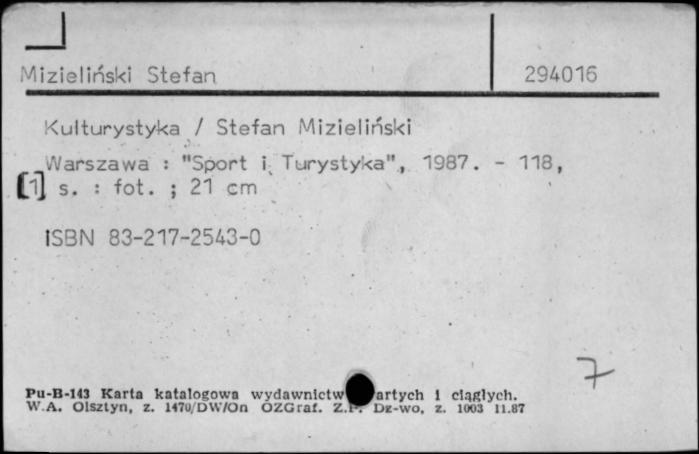 Mizieliński Stefan 294016
Kulturystyka / Stefan Mizieliński
Warszawa : "Sport i Turystyka", 1987. - 118,
[1] s. : fot. ; 21 cm
ISBN 83-217-2543-0
7
Pu-B-143 Karta katalogowa wydawnictw artych i ciągłych.
W.A. Olsztyn, z. 1470/DW/On OZGraf. Z.P. Dz-wo, z. 1003 11.87